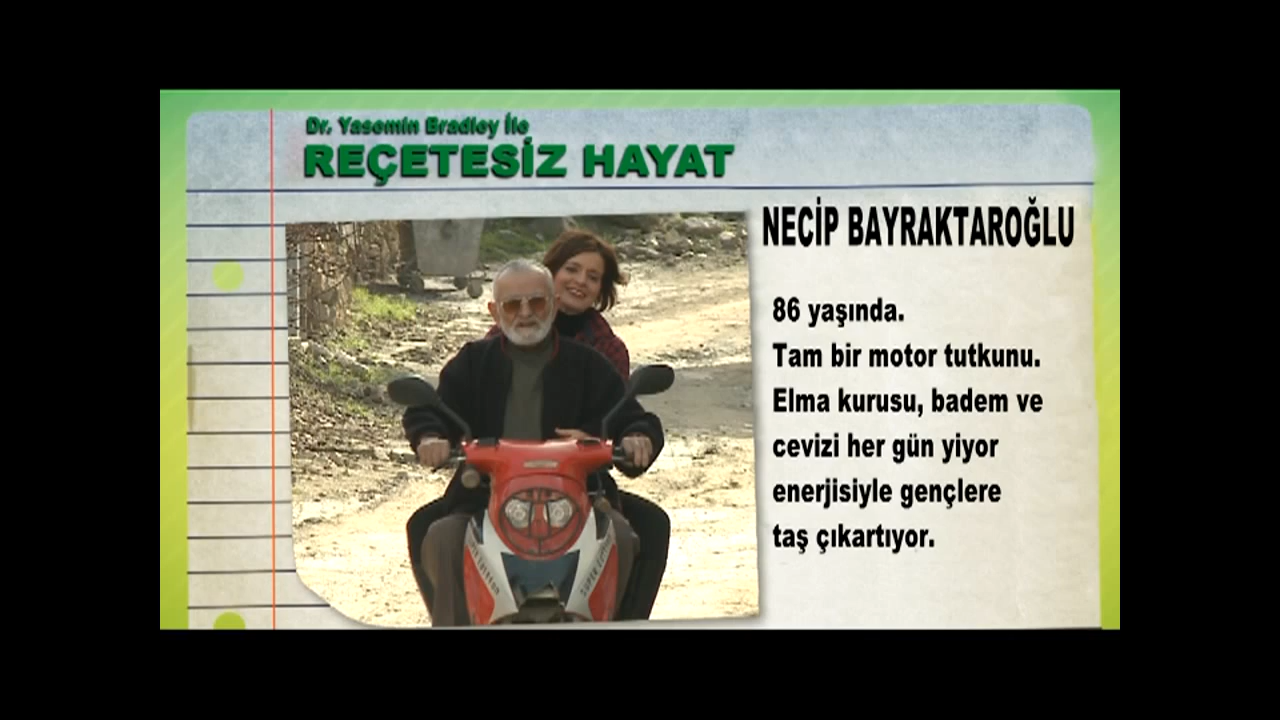 Dr. Yasemin Bradley İle
REÇETESİZ HAYAT
NECİP BAYRAKTAROĞLU
86 yaşında.
Tam bir motor tutkunu.
Elma kurusu, badem ve
cevizi her gün yiyor
enerjisiyle gençlere
taş çıkartıyor.